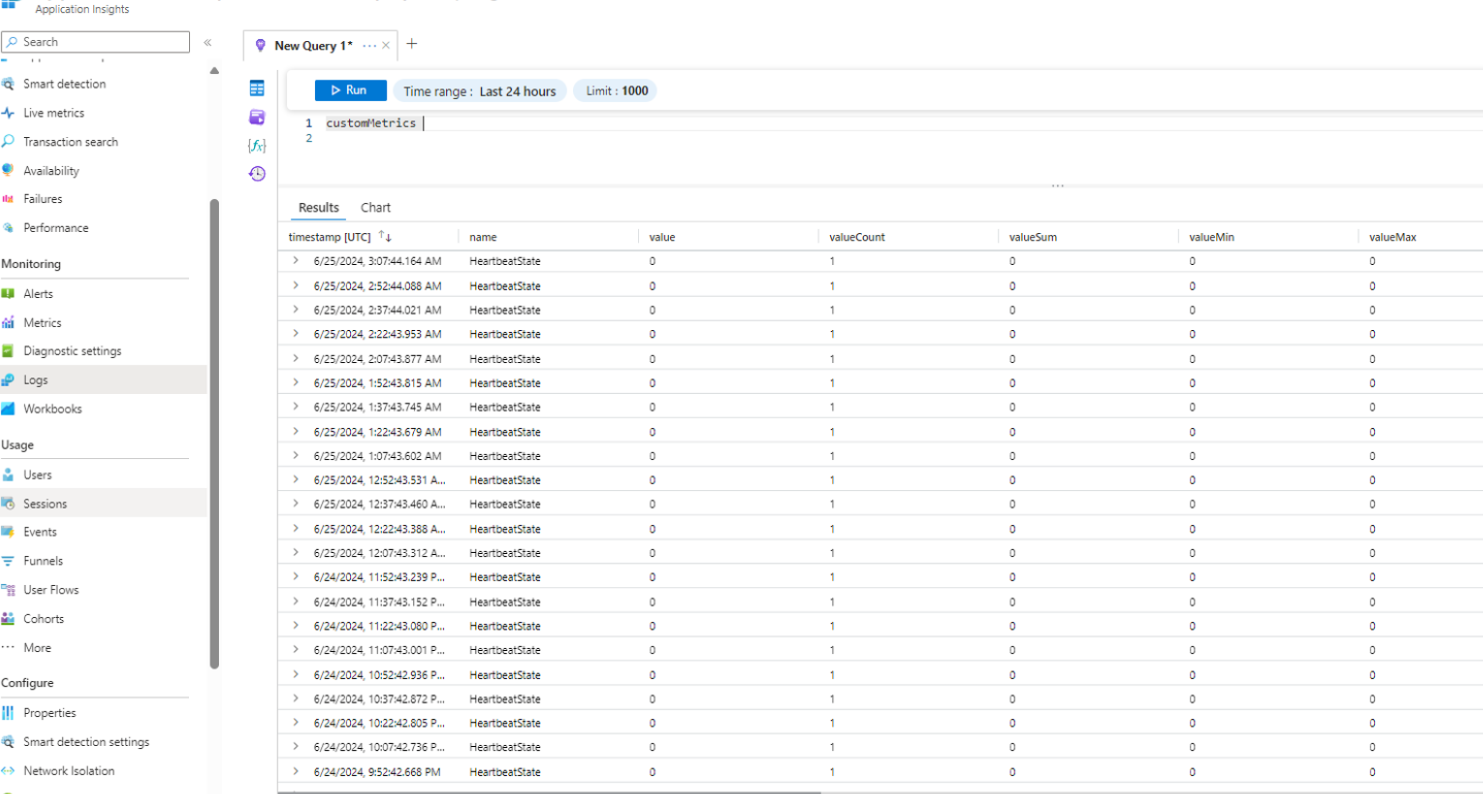 Application Insights
Search «
New Query 1* ··· × +
Smart detection
Live metrics
Transaction search
Availability
Failures
Performance
Monitoring
Alerts
Metrics
Diagnostic settings
Logs
Workbooks
Usage
Users
Sessions
Events
Funnels
User Flows
Cohorts
··· More
Configure
Properties
Smart detection settings
Network Isolation
{fx}
Run Time range : Last 24 hours Limit : 1000
1 customMetrics
2
Results Chart
timestamp [UTC] ↑↓ name value valueCount valueSum valueMin valueMax
> 6/25/2024, 3:07:44.164 AM HeartbeatState 0 1 0 0 0
> 6/25/2024, 2:52:44.088 AM HeartbeatState 0 1 0 0 0
> 6/25/2024, 2:37:44.021 AM HeartbeatState 0 1 0 0 0
> 6/25/2024, 2:22:43.953 AM HeartbeatState 0 1 0 0 0
> 6/25/2024, 2:07:43.877 AM HeartbeatState 0 1 0 0 0
> 6/25/2024, 1:52:43.815 AM HeartbeatState 0 1 0 0 0
> 6/25/2024, 1:37:43.745 AM HeartbeatState 0 1 0 0 0
> 6/25/2024, 1:22:43.679 AM HeartbeatState 0 1 0 0 0
> 6/25/2024, 1:07:43.602 AM HeartbeatState 0 1 0 0 0
> 6/25/2024, 12:52:43.531 A... HeartbeatState 0 1 0 0 0
> 6/25/2024, 12:37:43.460 A... HeartbeatState 0 1 0 0 0
> 6/25/2024, 12:22:43.388 A... HeartbeatState 0 1 0 0 0
> 6/25/2024, 12:07:43.312 A... HeartbeatState 0 1 0 0 0
> 6/24/2024, 11:52:43.239 P... HeartbeatState 0 1 0 0 0
> 6/24/2024, 11:37:43.152 P... HeartbeatState 0 1 0 0 0
> 6/24/2024, 11:22:43.080 P... HeartbeatState 0 1 0 0 0
> 6/24/2024, 11:07:43.001 P... HeartbeatState 0 1 0 0 0
> 6/24/2024, 10:52:42.936 P... HeartbeatState 0 1 0 0 0
> 6/24/2024, 10:37:42.872 P... HeartbeatState 0 1 0 0 0
> 6/24/2024, 10:22:42.805 P... HeartbeatState 0 1 0 0 0
> 6/24/2024, 10:07:42.736 P... HeartbeatState 0 1 0 0 0
> 6/24/2024, 9:52:42.668 PM HeartbeatState 0 1 0 0 0